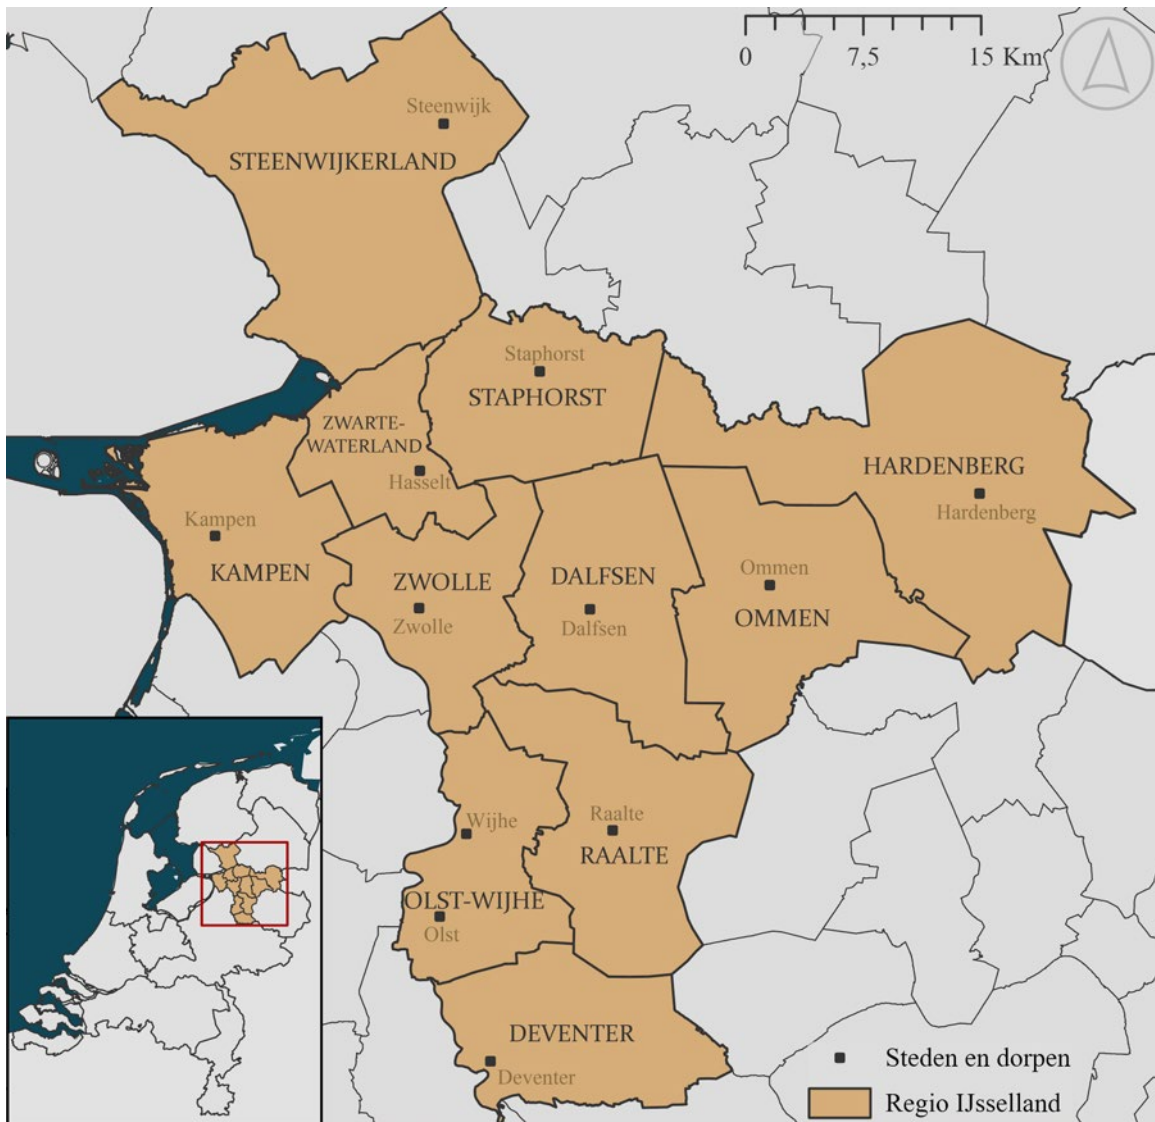 0 7,5 15 Km
Steenwijk
STEENWIJKERLAND
Staphorst
STAPHORST
ZWARTE-
WATERLAND
Hasselt
HARDENBERG
Hardenberg
Kampen
KAMPEN
ZWOLLE
Zwolle
DALFSEN
Dalfsen
Ommen
OMMEN
Wijhe
Raalte
RAALTE
OLST-WIJHE
Olst
DEVENTER
Deventer
Steden en dorpen
Regio IJsselland